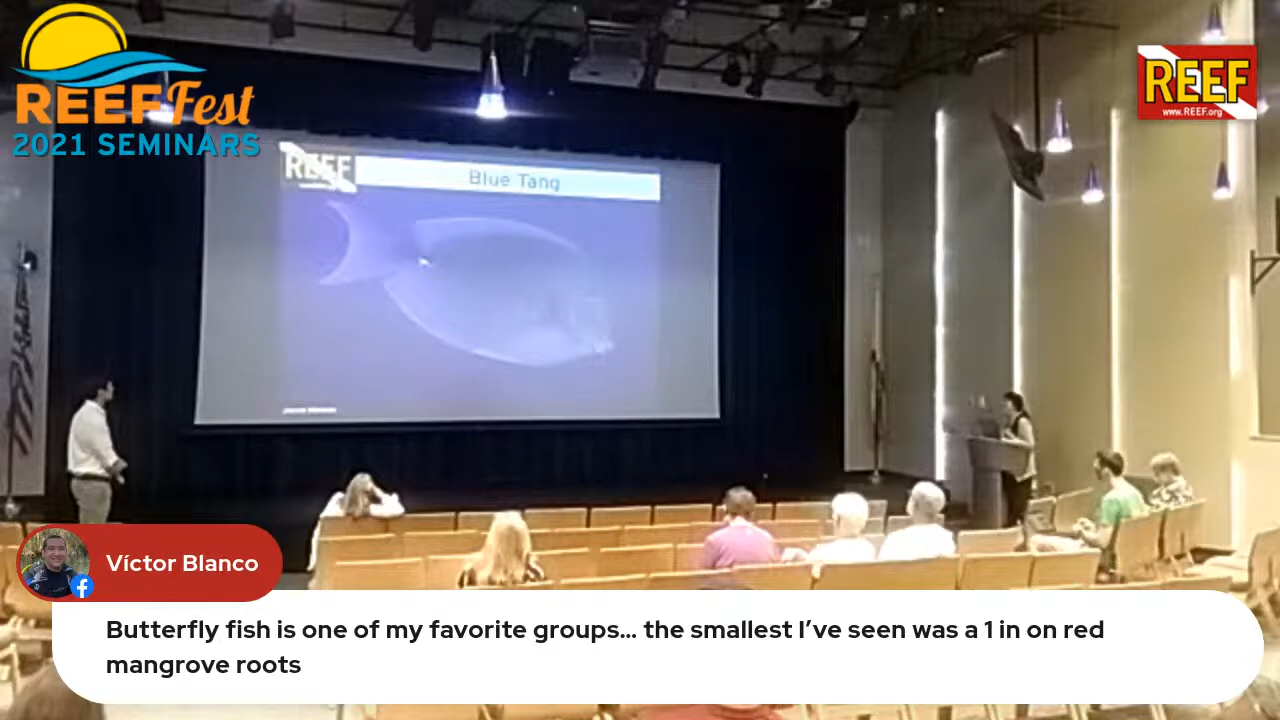 REEF Fest
2021 SEMINARS
REEF
www.REEF.org
REEF
Blue Tang
Víctor Blanco
Butterfly fish is one of my favorite groups... the smallest I’ve seen was a 1 in on red
mangrove roots